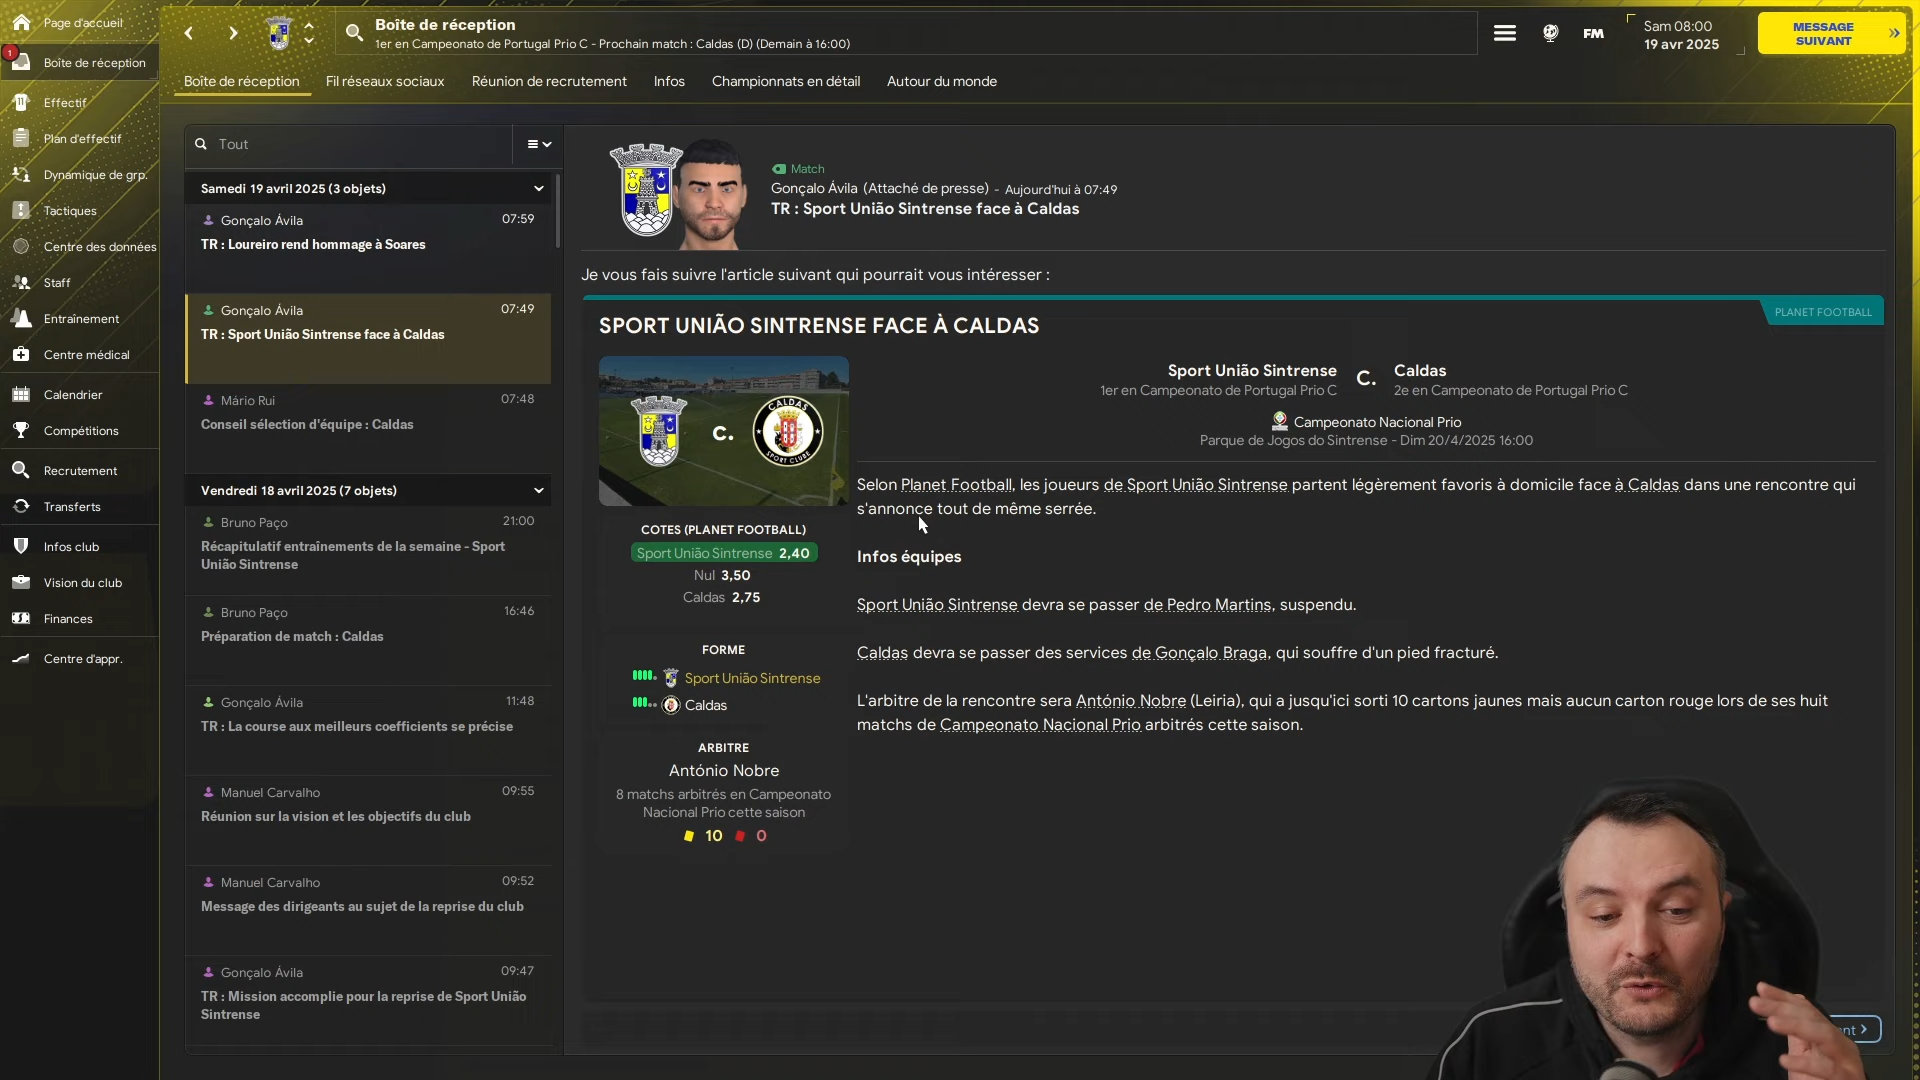 Page d'accueil
1
Boîte de réception
Effectif
Plan d'effectif
Dynamique de grp.
Tactiques
Centre des données
Staff
Entraînement
Centre médical
Calendrier
Compétitions
Recrutement
Transferts
Infos club
Vision du club
Finances
Centre d'appr.
Boîte de réception
1er en Campeonato de Portugal Prio C - Prochain match : Caldas (D) (Demain à 16:00)
FM
Sam 08:00
19 avr 2025
MESSAGE
SUIVANT
Boîte de réception
Fil réseaux sociaux
Réunion de recrutement
Infos
Championnats en détail
Autour du monde
Tout
Samedi 19 avril 2025 (3 objets)
Gonçalo Ávila 07:59
TR : Loureiro rend hommage à Soares
Gonçalo Ávila 07:49
TR : Sport União Sintrense face à Caldas
Mário Rui 07:48
Conseil sélection d'équipe : Caldas
Vendredi 18 avril 2025 (7 objets)
Bruno Paço 21:00
Récapitulatif entraînements de la semaine - Sport
União Sintrense
Bruno Paço 16:46
Préparation de match : Caldas
Gonçalo Ávila 11:48
TR : La course aux meilleurs coefficients se précise
Manuel Carvalho 09:55
Réunion sur la vision et les objectifs du club
Manuel Carvalho 09:52
Message des dirigeants au sujet de la reprise du club
Gonçalo Ávila 09:47
TR : Mission accomplie pour la reprise de Sport União
Sintrense
Match
Gonçalo Ávila (Attaché de presse) - Aujourd'hui à 07:49
TR : Sport União Sintrense face à Caldas
Je vous fais suivre l'article suivant qui pourrait vous intéresser :
PLANET FOOTBALL
SPORT UNIÃO SINTRENSE FACE À CALDAS
C.
CALDAS
SPORT CLUBE
Sport União Sintrense C. Caldas
1er en Campeonato de Portugal Prio C 2e en Campeonato de Portugal Prio C
Campeonato Nacional Prio
Parque de Jogos do Sintrense - Dim 20/4/2025 16:00
COTES (PLANET FOOTBALL)
Sport União Sintrense 2,40
Nul 3,50
Caldas 2,75
FORME
Sport União Sintrense
Caldas
ARBITRE
António Nobre
8 matchs arbitrés en Campeonato
Nacional Prio cette saison
10 0
Selon Planet Football, les joueurs de Sport União Sintrense partent légèrement favoris à domicile face à Caldas dans une rencontre qui
s'annonce tout de même serrée.
Infos équipes
Sport União Sintrense devra se passer de Pedro Martins, suspendu.
Caldas devra se passer des services de Gonçalo Braga, qui souffre d'un pied fracturé.
L'arbitre de la rencontre sera António Nobre (Leiria), qui a jusqu'ici sorti 10 cartons jaunes mais aucun carton rouge lors de ses huit
matchs de Campeonato Nacional Prio arbitrés cette saison.